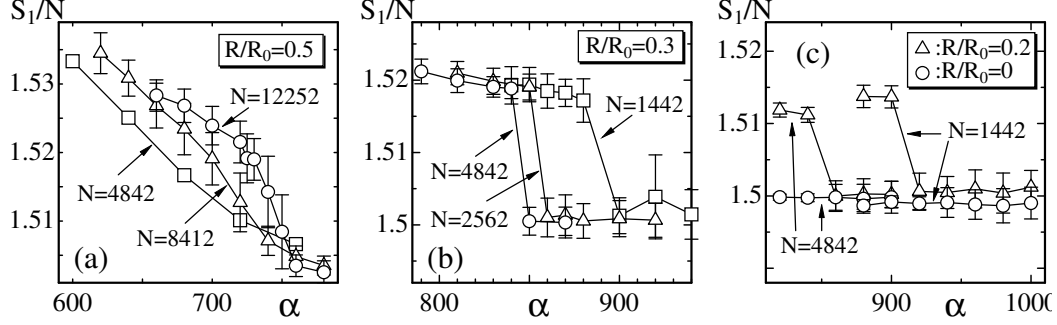 S₁/N
R/R₀=0.5
1.53
N=12252
1.52
N=4842
1.51
N=8412
(a)
600
700
α
S₁/N
R/R₀=0.3
1.52
N=1442
1.51
N=4842
N=2562
1.5
(b)
800
900
α
S₁/N
(c)
△ :R/R₀=0.2
○ :R/R₀=0
1.52
1.51
N=1442
1.5
N=4842
900
α
1000